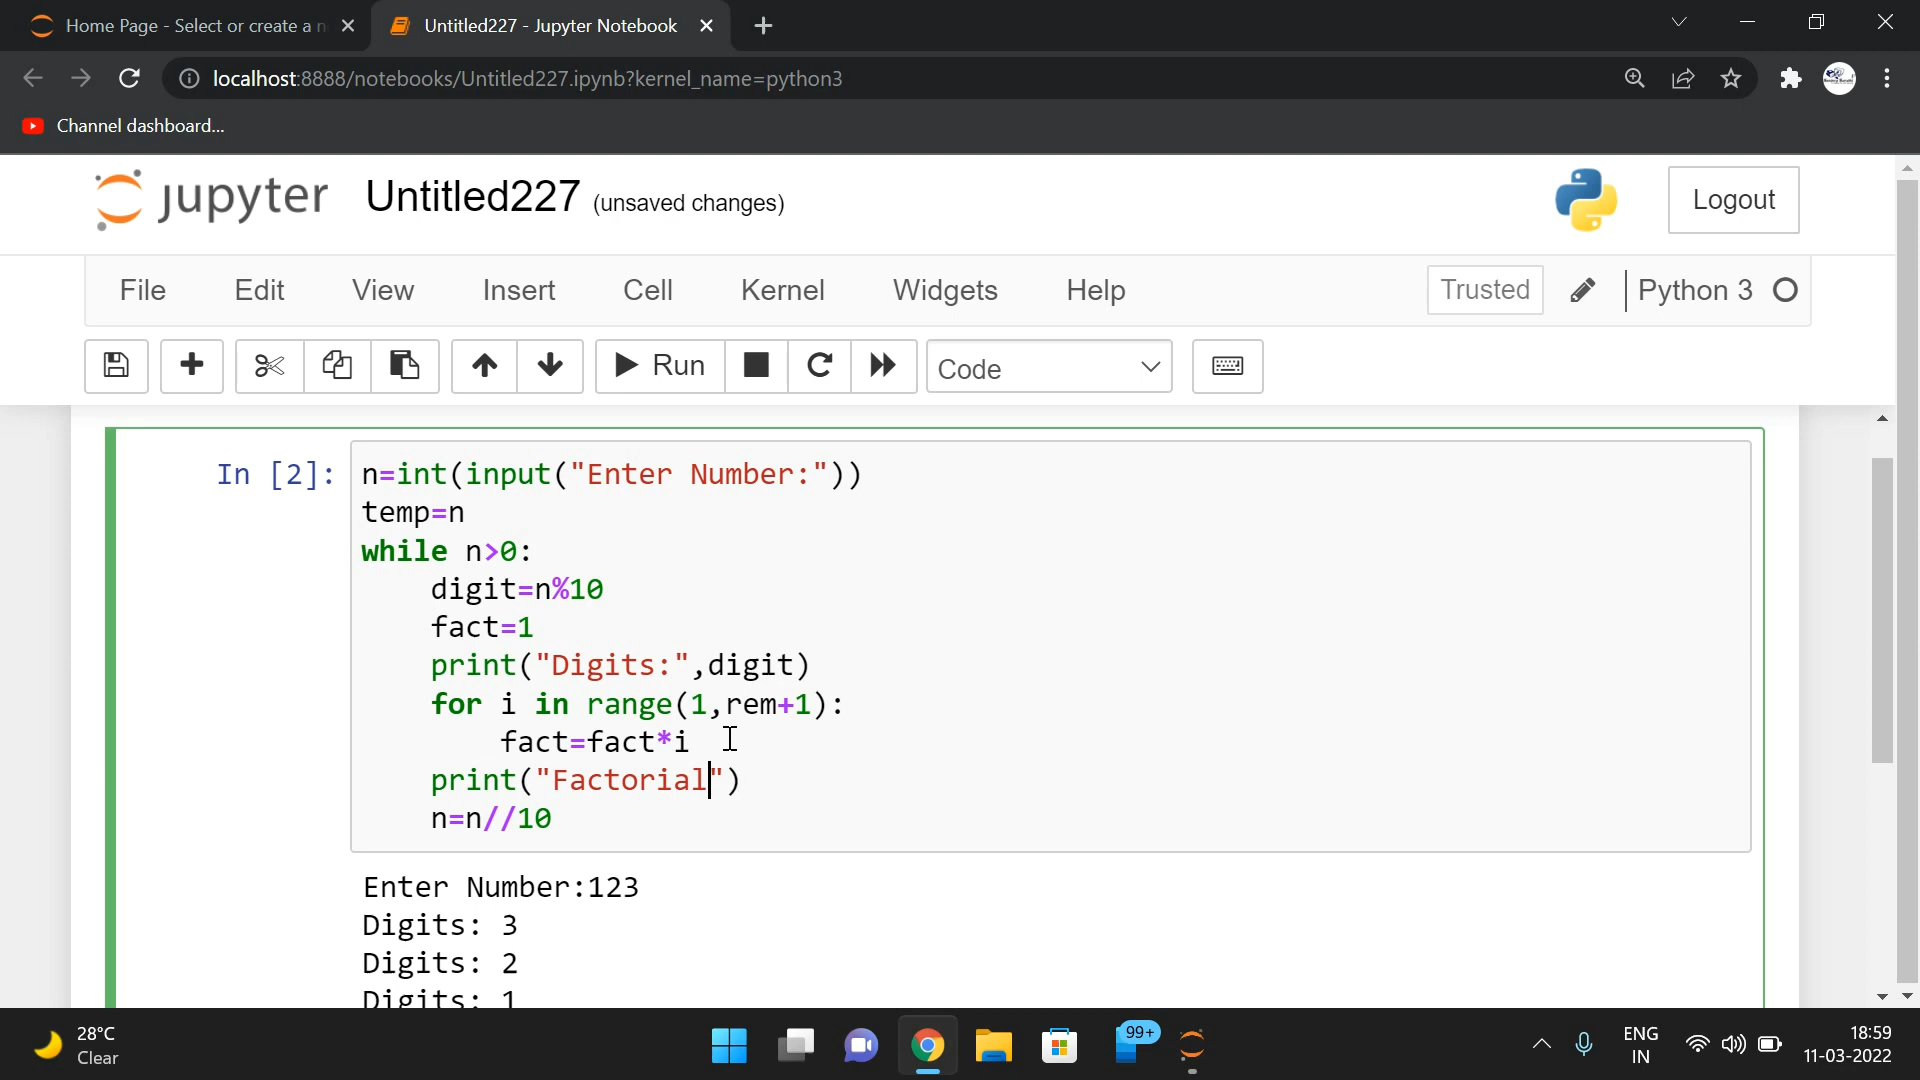 Home Page - Select or create a n
Untitled227 - Jupyter Notebook
localhost:8888/notebooks/Untitled227.ipynb?kernel_name=python3
Channel dashboard...
jupyter Untitled227 (unsaved changes) Logout
File Edit View Insert Cell Kernel Widgets Help Trusted Python 3
Run Code
In [2]: n=int(input("Enter Number:"))
temp=n
while n>0:
    digit=n%10
    fact=1
    print("Digits:",digit)
    for i in range(1,rem+1):
        fact=fact*i
    print("Factorial")
    n=n//10
Enter Number:123
Digits: 3
Digits: 2
Digits: 1
28°C
Clear
99+
ENG
IN
18:59
11-03-2022